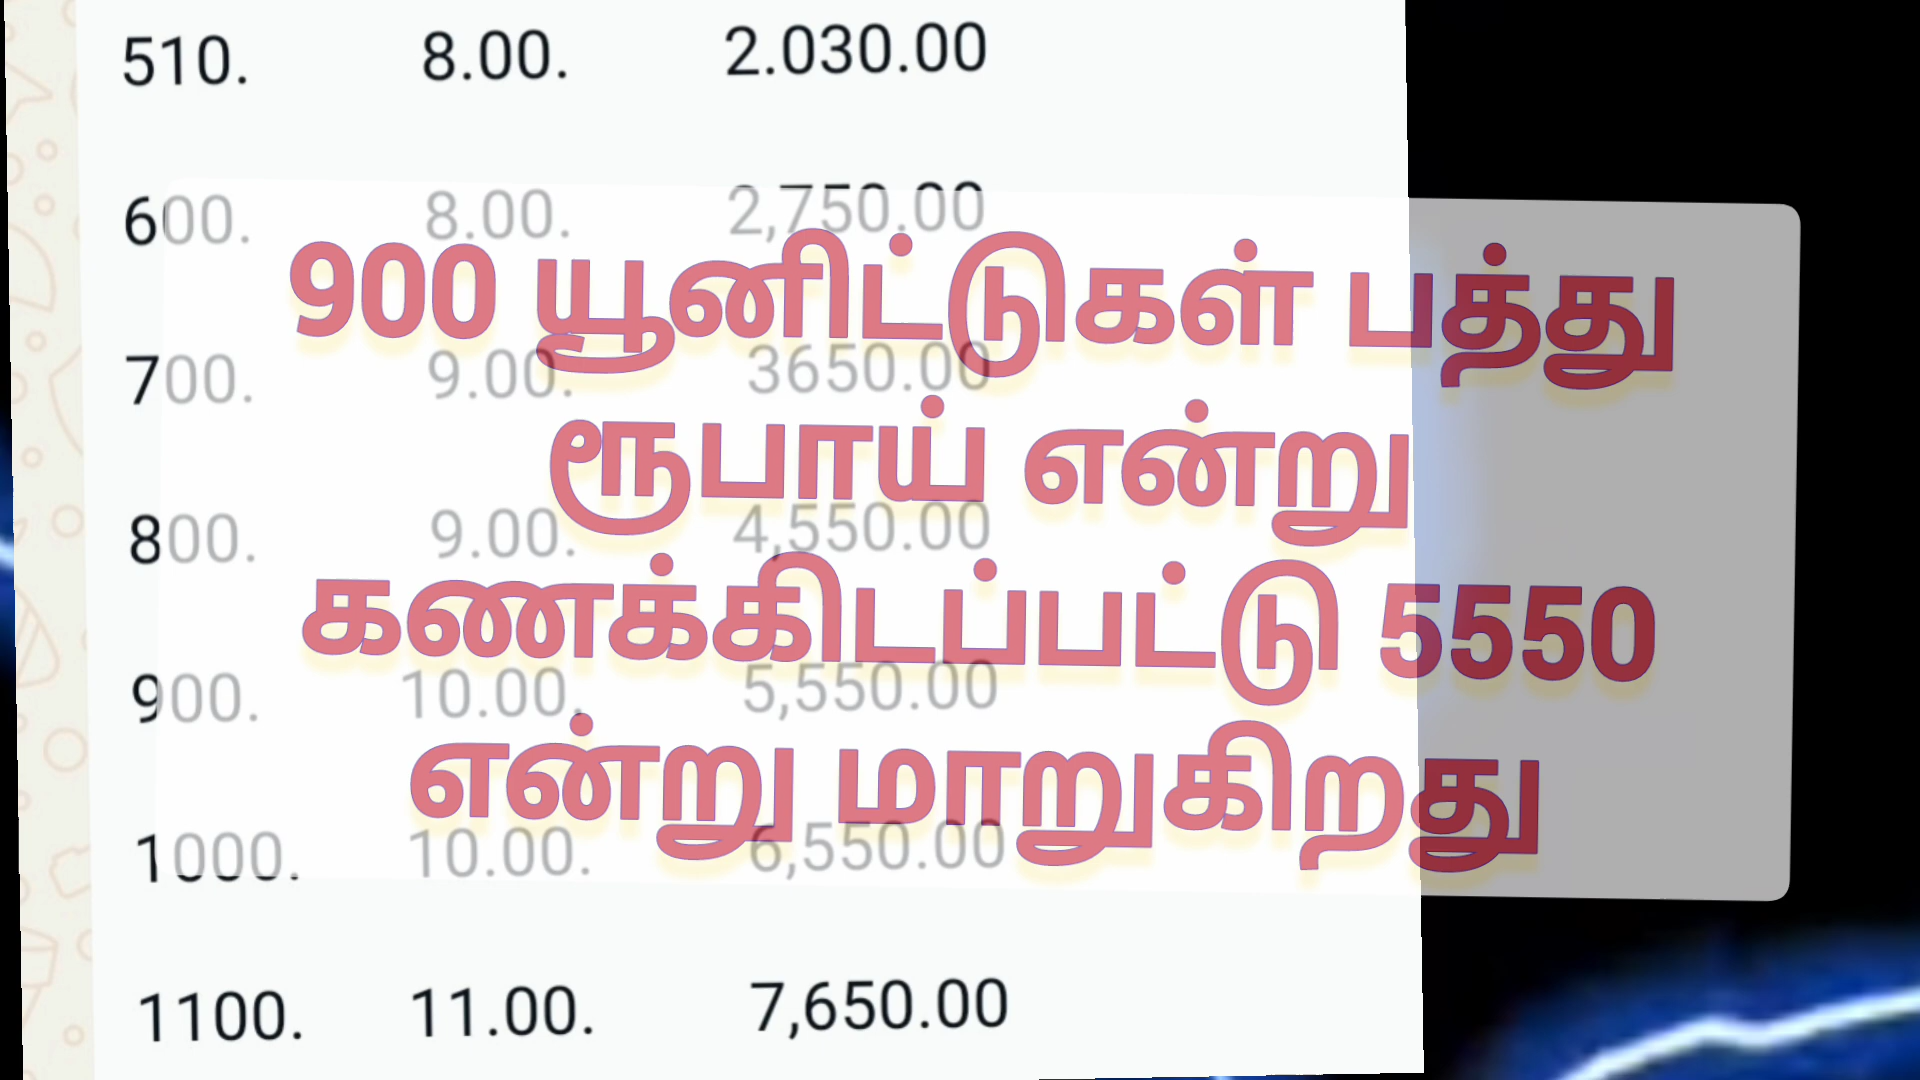 510. 8.00. 2.030.00
600. 8.00. 2,750.00
900 யூனிட்டுகள் பத்து
700. 9.00. 3650.00
ரூபாய் என்று
800. 9.00. 4,550.00
கணக்கிடப்பட்டு 5550
900. 10.00. 5,550.00
என்று மாறுகிறது
1000. 10.00. 6,550.00
1100. 11.00. 7,650.00